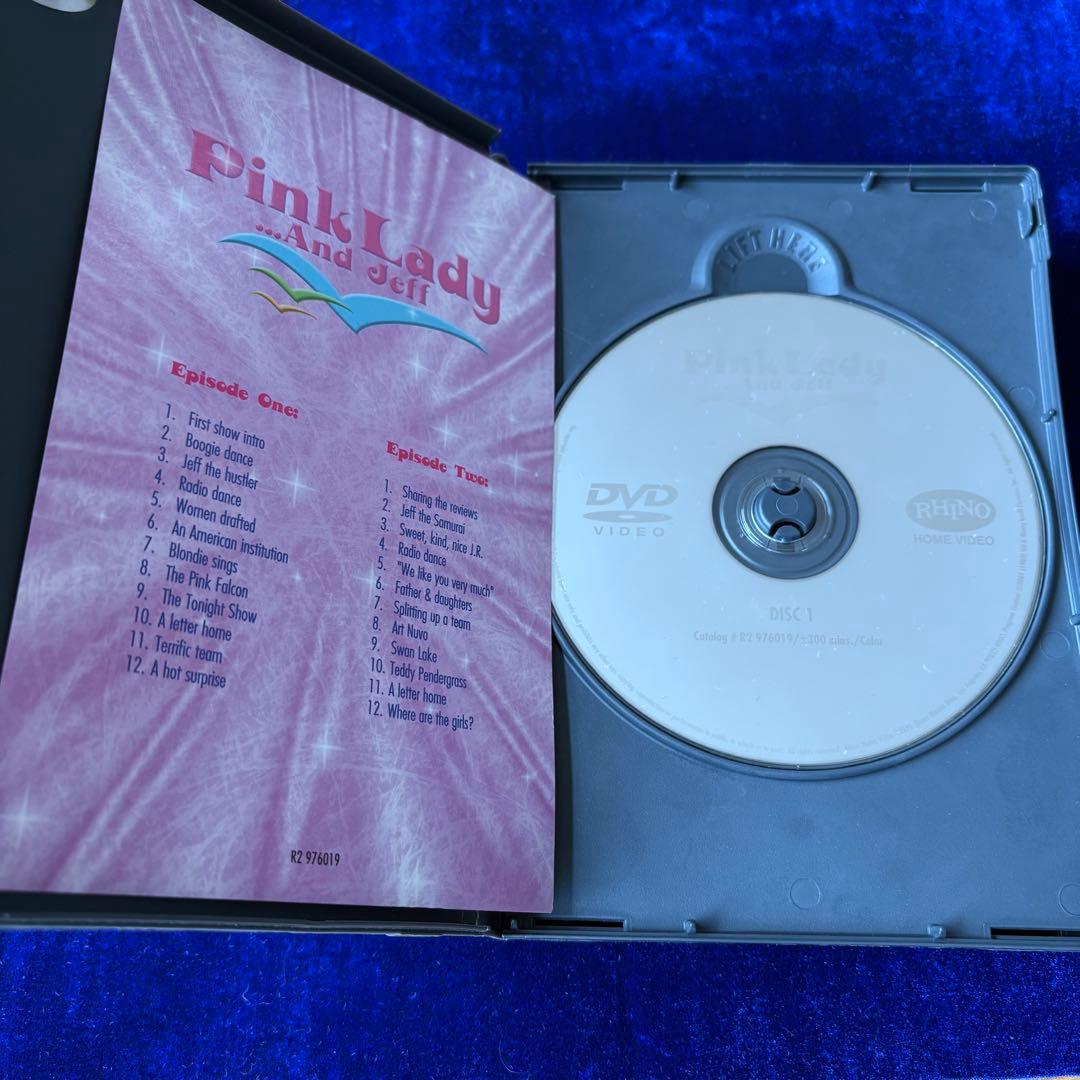 Pink Lady
...And Jeff
Episode One:
1. First show intro
2. Boogie dance
3. Jeff the hustler
4. Radio dance
5. Women drafted
6. An American institution
7. Blondie sings
8. The Pink Falcon
9. The Tonight Show
10. A letter home
11. Terrific team
12. A hot surprise
Episode Two:
1. Sharing the reviews
2. Jeff the Samurai
3. Sweet, kind, nice J.R.
4. Radio dance
5. "We like you very much"
6. Father & daughters
7. Splitting up a team
8. Art Nuvo
9. Swan Lake
10. Teddy Pendergrass
11. A letter home
12. Where are the girls?
R2 976019
LIFT HERE
Pink Lady
...And Jeff
DVD
VIDEO
RHINO
HOME VIDEO
DISC 1
Catalog # R2 976019/±300 mins./Color